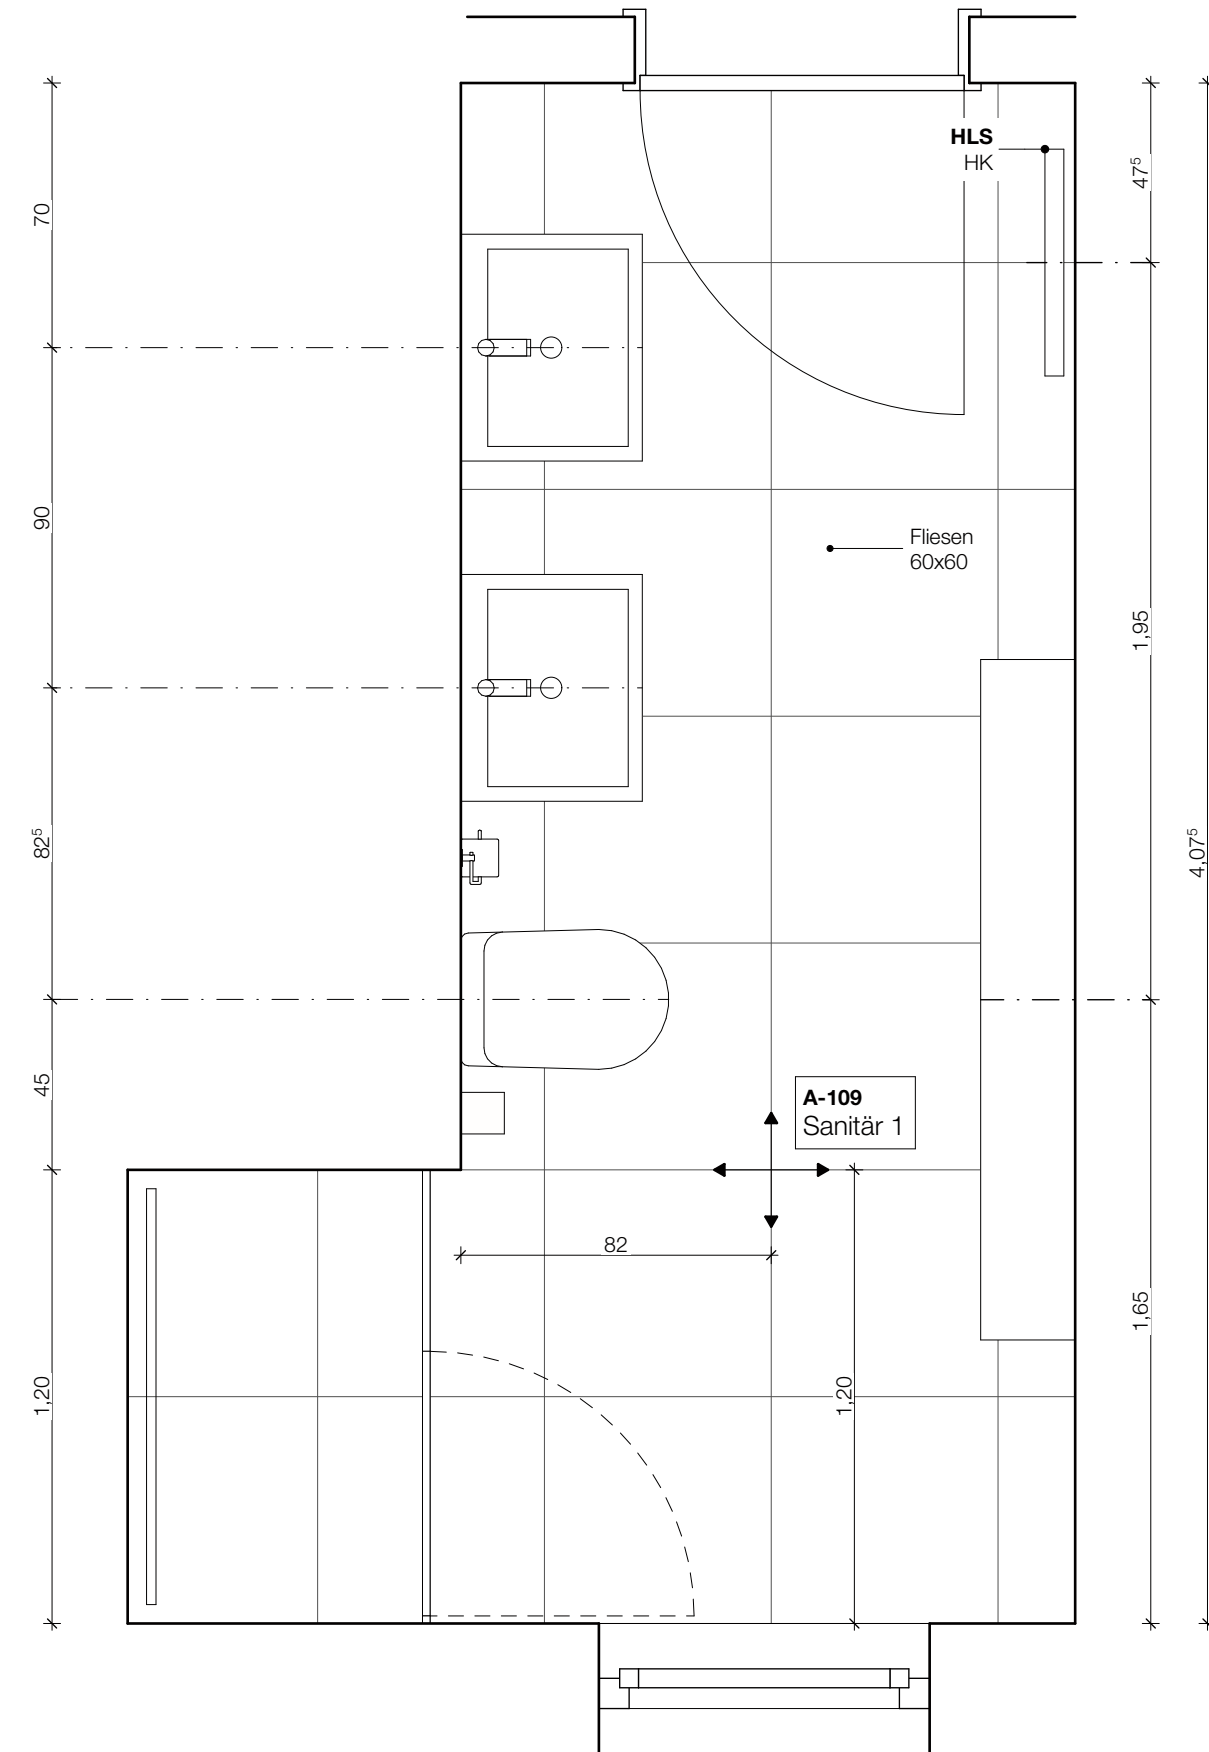 HLS
HK
47⁵
70
90
Fliesen
60x60
1,95
82⁵
4,07⁵
45
A-109
Sanitär 1
82
1,65
1,20
1,20